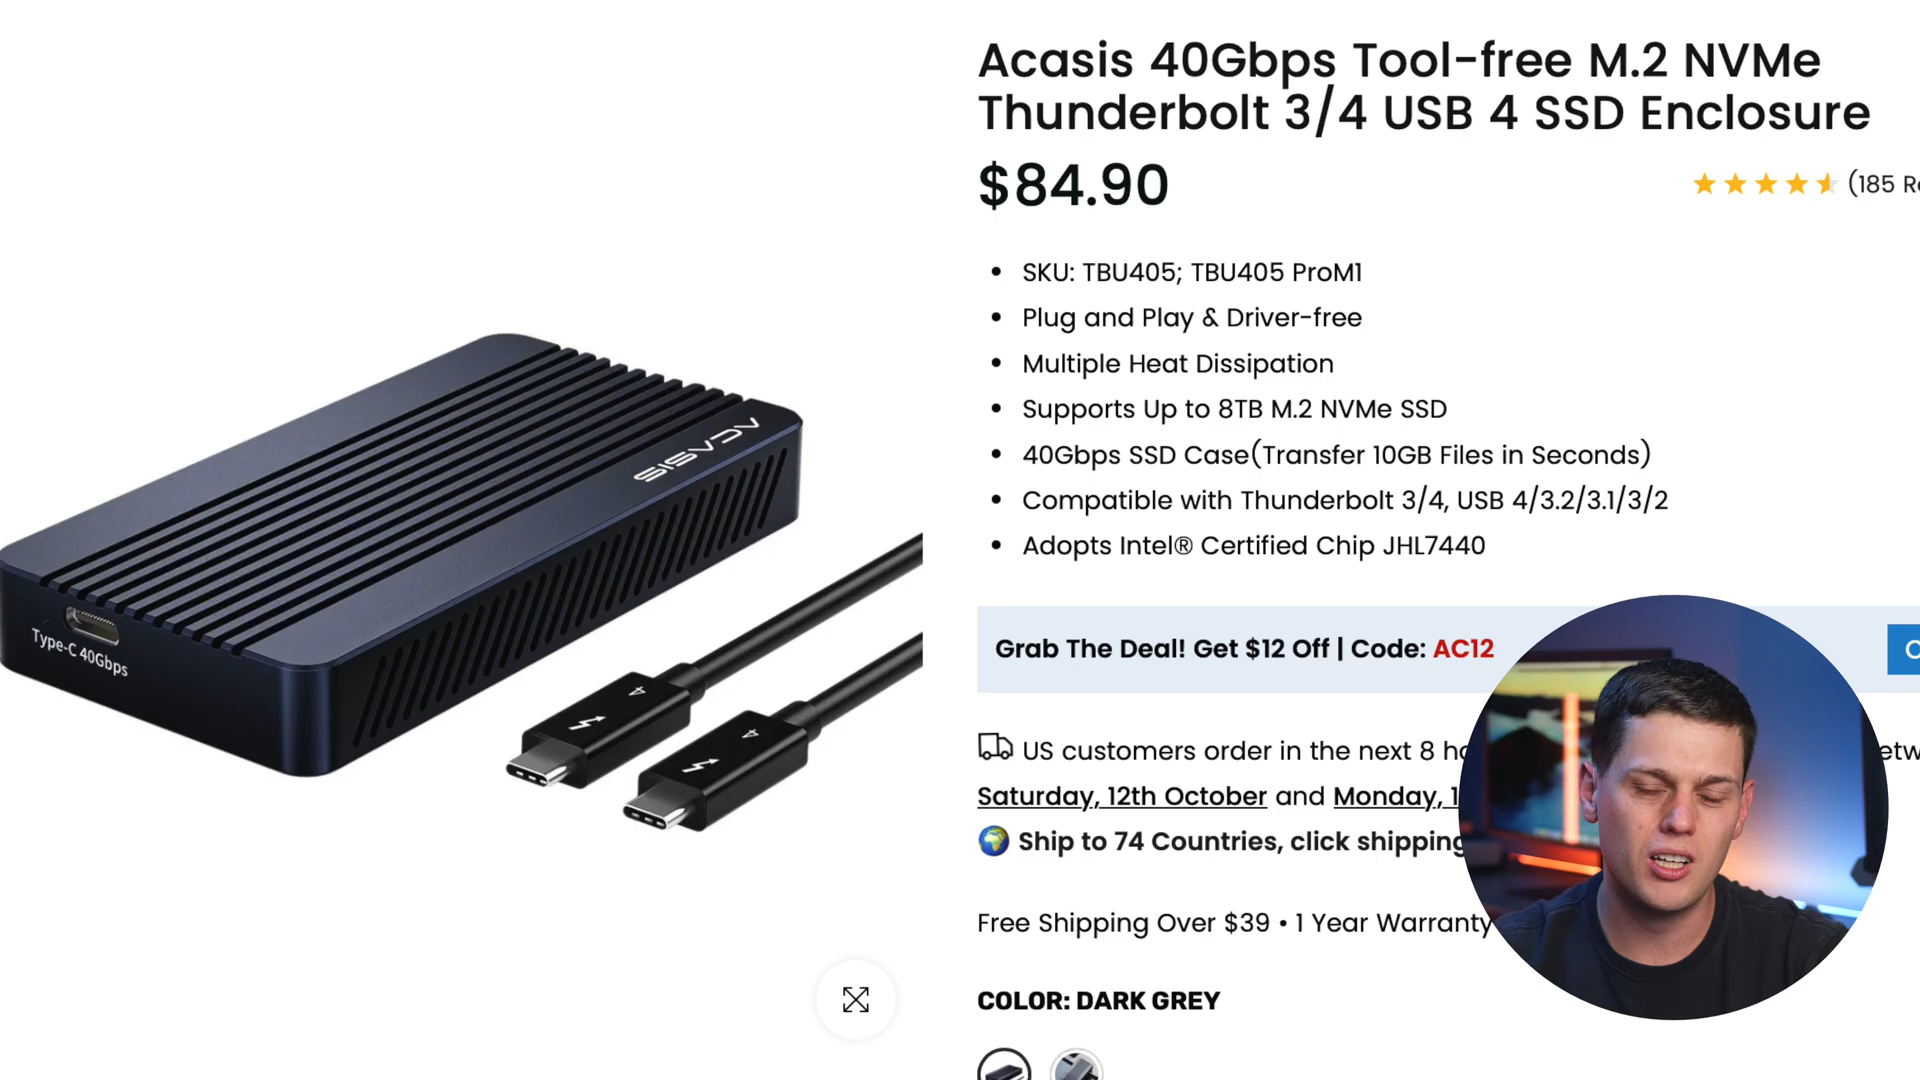 Acasis 40Gbps Tool-free M.2 NVMe
Thunderbolt 3/4 USB 4 SSD Enclosure
$84.90
(185
SKU: TBU405; TBU405 ProM1
Plug and Play & Driver-free
Multiple Heat Dissipation
Supports Up to 8TB M.2 NVMe SSD
40Gbps SSD Case(Transfer 10GB Files in Seconds)
Compatible with Thunderbolt 3/4, USB 4/3.2/3.1/3/2
Adopts Intel® Certified Chip JHL7440
ACASIS
Type-C 40Gbps
4
4
Grab The Deal! Get $12 Off | Code: AC12
US customers order in the next 8
Saturday, 12th October and Monday,
Ship to 74 Countries, click shipping
Free Shipping Over $39 • 1 Year Warranty
COLOR: DARK GREY